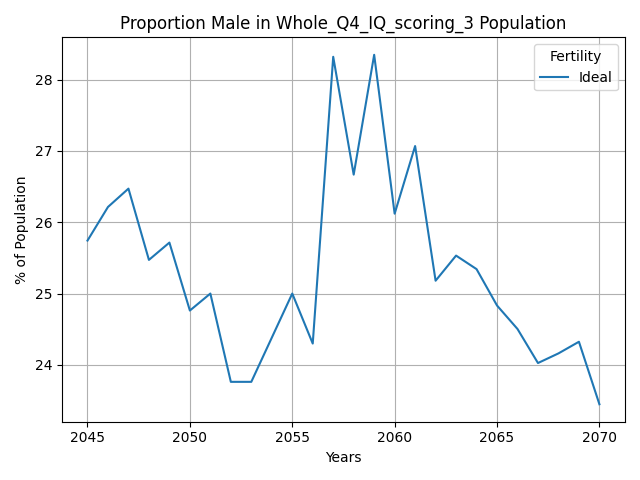 Proportion Male in Whole_Q4_IQ_scoring_3 Population
Fertility
Ideal
28
27
26
25
24
% of Population
2045 2050 2055 2060 2065 2070
Years